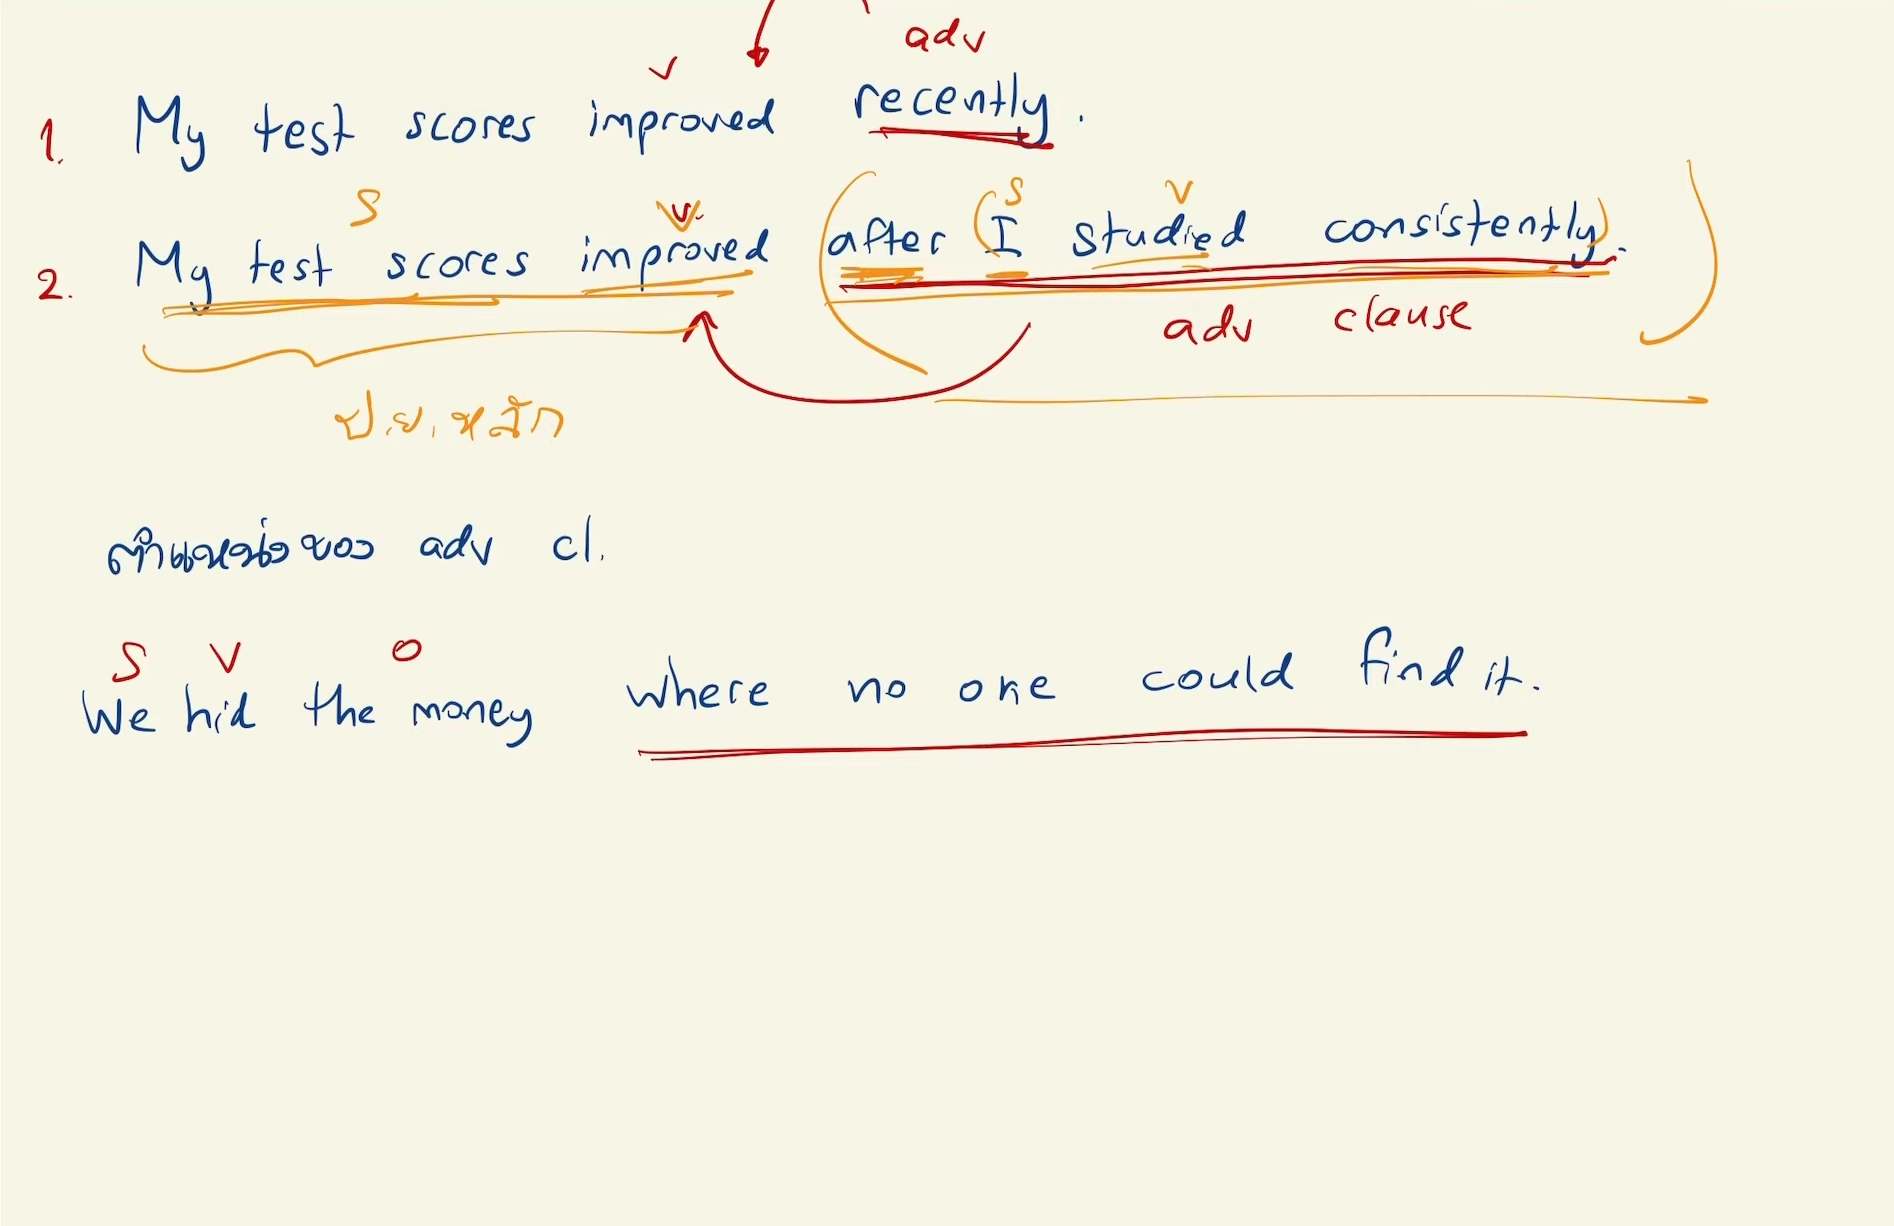 adv
v
1. My test scores improved recently.
S v. S v
2. My test scores improved (after (I studied consistently).)
adv clause
ป.ย.หลัก
ตำแหน่งของ adv cl.
S V O
We hid the money where no one could find it.